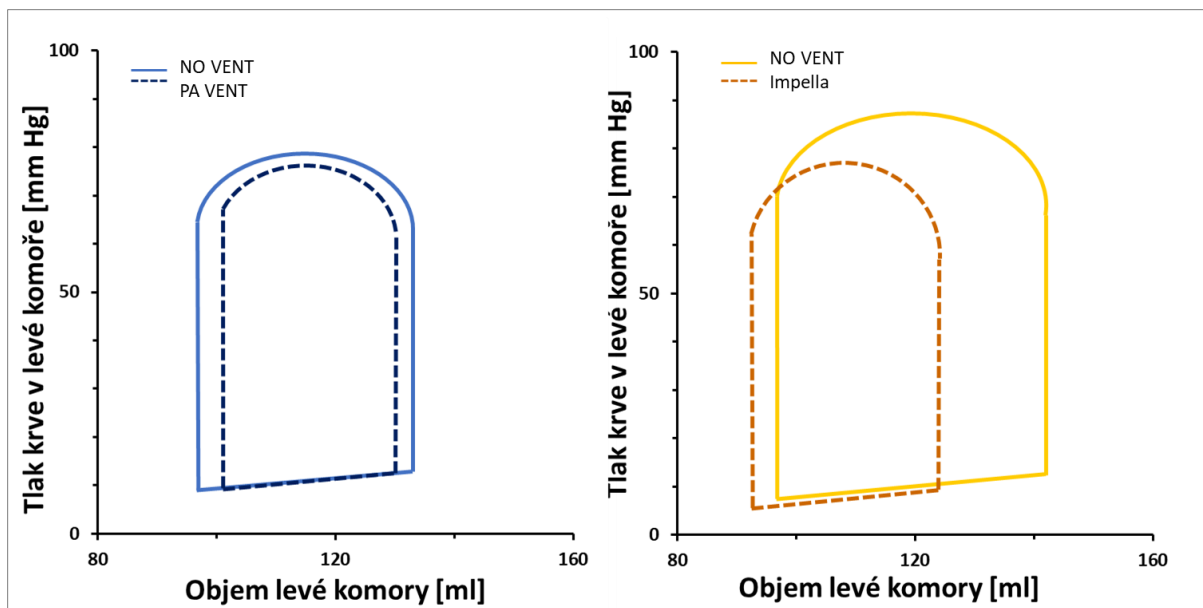 100
NO VENT
PA VENT
50
0
80
120
160
Tlak krve v levé komoře [mm Hg]
Objem levé komory [ml]
100
NO VENT
Impella
50
0
80
120
160
Tlak krve v levé komoře [mm Hg]
Objem levé komory [ml]